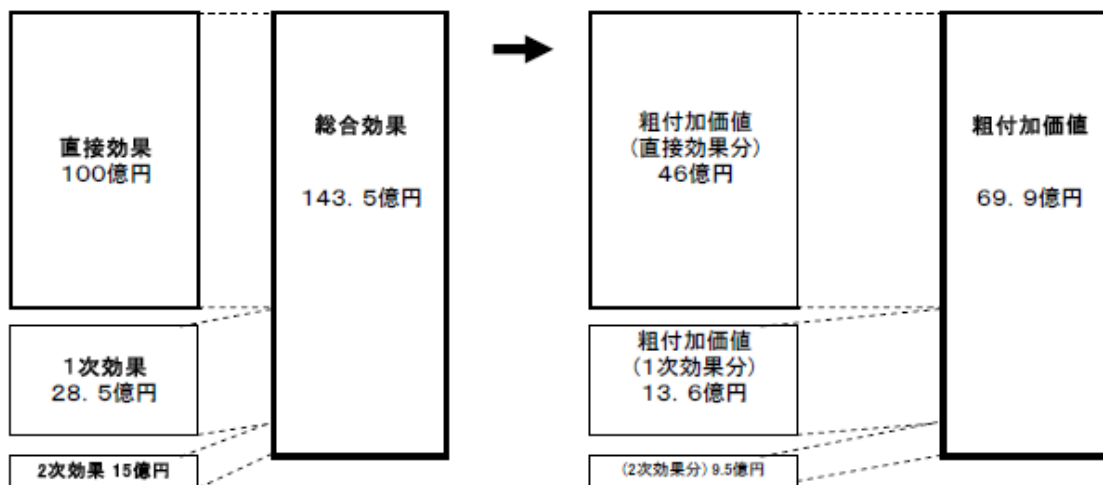 直接効果
100億円
1次効果
28. 5億円
2次効果 15億円
総合効果
143. 5億円
粗付加価値
(直接効果分)
46億円
粗付加価値
(1次効果分)
13. 6億円
(2次効果分) 9.5億円
粗付加価値
69. 9億円